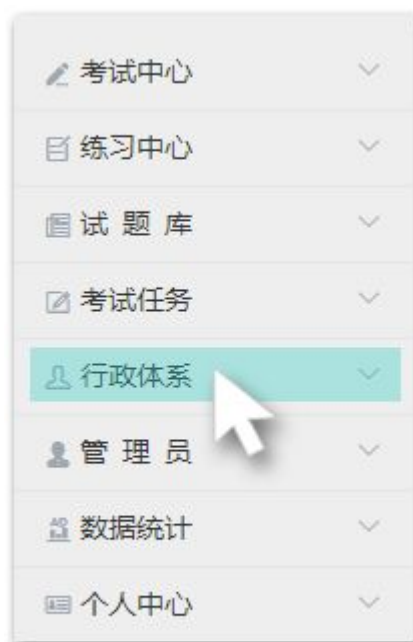 考试中心
练习中心
试 题 库
考试任务
行政体系
管 理 员
数据统计
个人中心